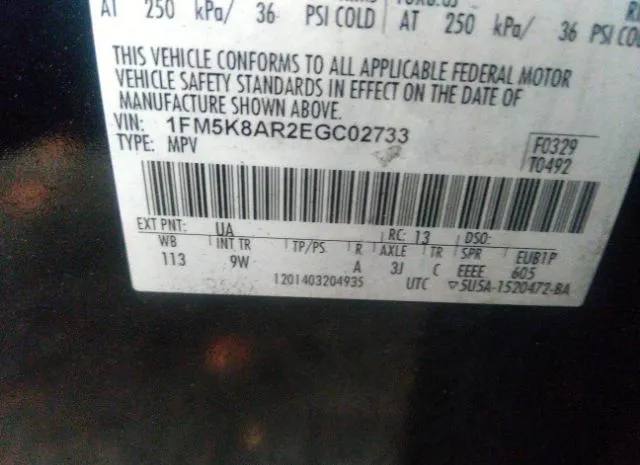 AT 250 kPa/ 36 PSI COLD AT 250 kPa/ 36 PSI COLD
THIS VEHICLE CONFORMS TO ALL APPLICABLE FEDERAL MOTOR
VEHICLE SAFETY STANDARDS IN EFFECT ON THE DATE OF
MANUFACTURE SHOWN ABOVE.
VIN: 1FM5K8AR2EGC02733
TYPE: MPV
F0329
T0492
EXT PNT: UA RC: 13 DSO:
WB INT TR TP/PS R AXLE TR SPR EUB1P
113 9W A 3J C EEEE 605
1201403204935 UTC ▽5U5A-1520472-BA